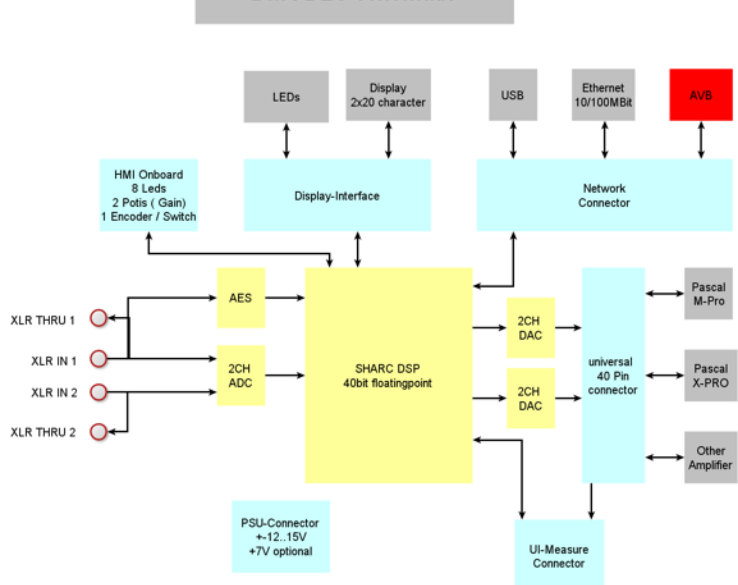 LEDs
Display
2x20 character
USB
Ethernet
10/100MBit
AVB
HMI Onboard
8 Leds
2 Potis ( Gain)
1 Encoder / Switch
Display-Interface
Network
Connector
AES
XLR THRU 1
XLR IN 1
XLR IN 2
XLR THRU 2
2CH
ADC
SHARC DSP
40bit floatingpoint
2CH
DAC
2CH
DAC
universal
40 Pin
connector
Pascal
M-Pro
Pascal
X-PRO
Other
Amplifier
PSU-Connector
+-12..15V
+7V optional
UI-Measure
Connector